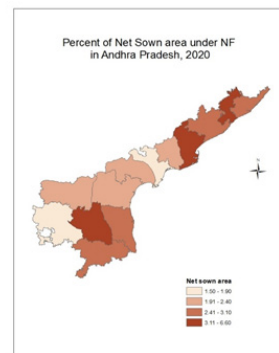 Percent of Net Sown area under NF
in Andhra Pradesh, 2020
Net sown area
1.50 - 1.90
1.91 - 2.40
2.41 - 3.10
3.11 - 6.60